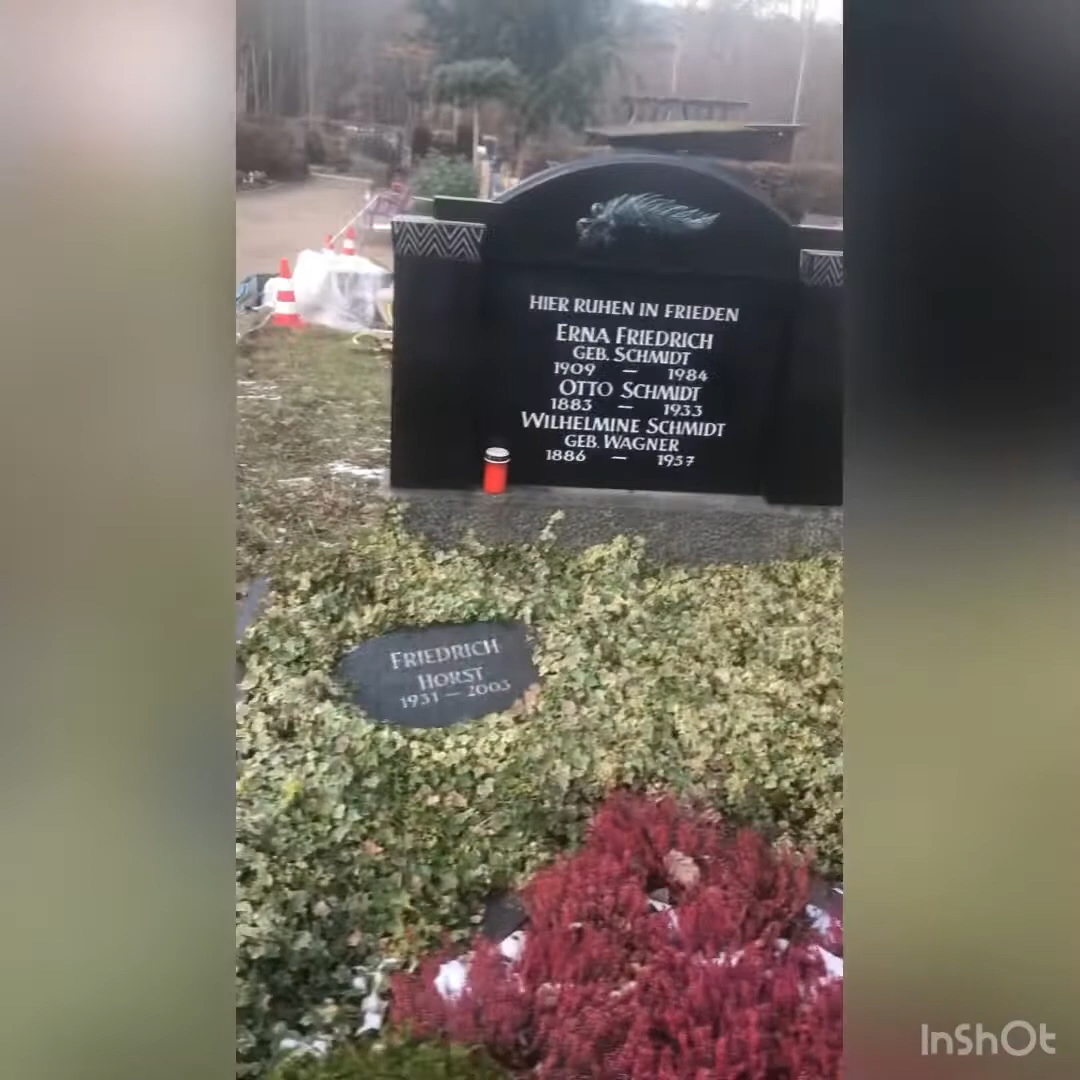 HIER RUHEN IN FRIEDEN
ERNA FRIEDRICH
GEB. SCHMIDT
1909 — 1984
OTTO SCHMIDT
1883 — 1933
WILHELMINE SCHMIDT
GEB. WAGNER
1886 — 1957
FRIEDRICH
HORST
1931 — 2003
InShOt